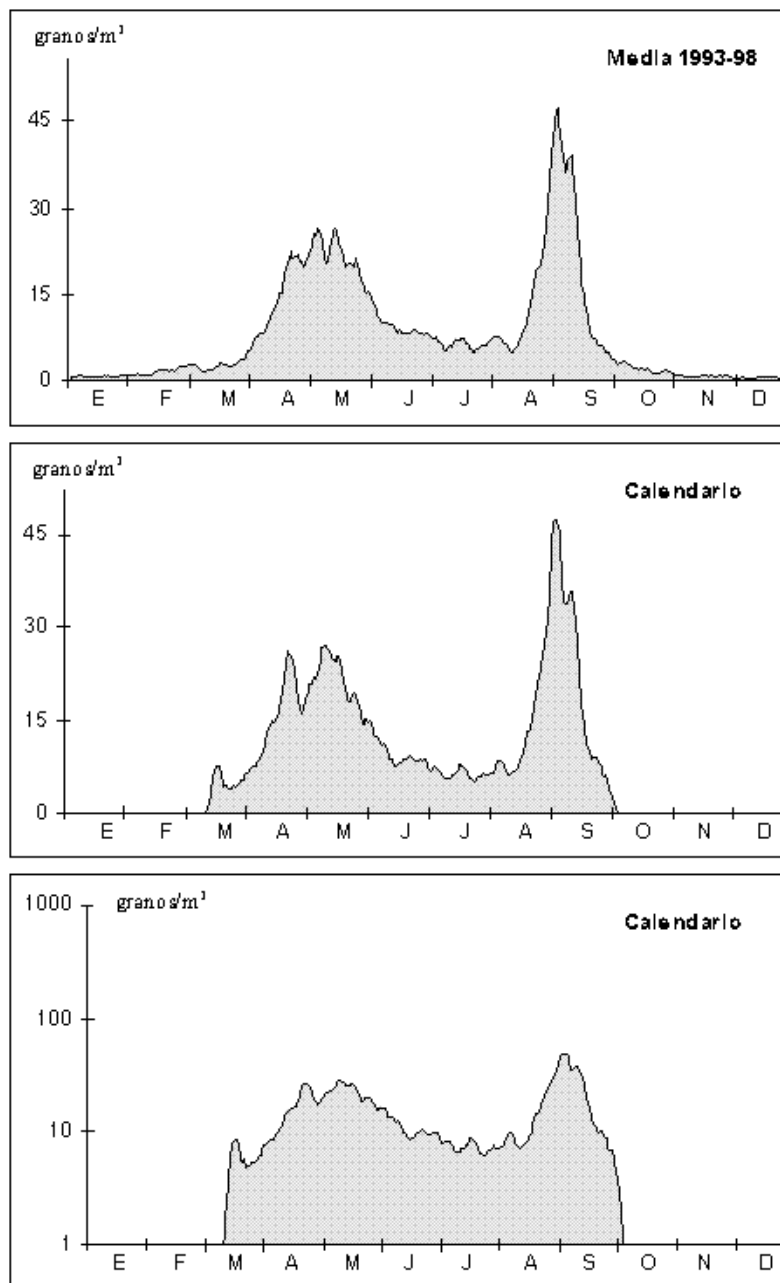 granos/m³
Media 1993-98
45
30
15
0
E F M A M J J A S O N D
granos/m³
Calendario
45
30
15
0
E F M A M J J A S O N D
1000
granos/m³
Calendario
100
10
1
E F M A M J J A S O N D